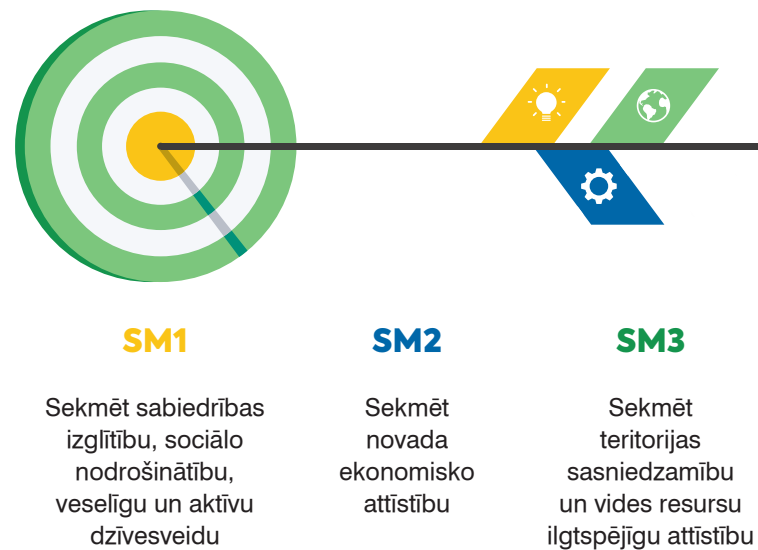 SM1
Sekmēt sabiedrības
izglītību, sociālo
nodrošinātību,
veselīgu un aktīvu
dzīvesveidu
SM2
Sekmēt
novada
ekonomisko
attīstību
SM3
Sekmēt
teritorijas
sasniedzamību
un vides resursu
ilgtspējīgu attīstību